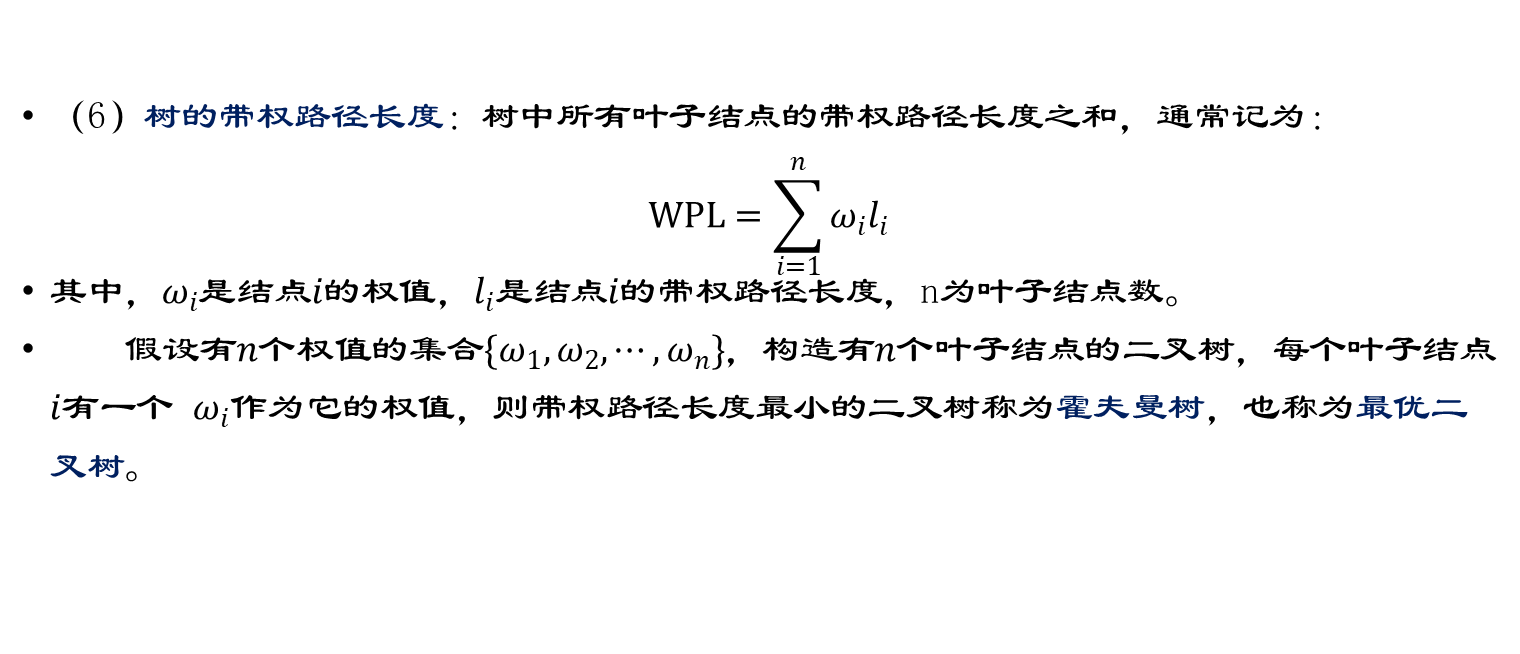 • （6）树的带权路径长度：树中所有叶子结点的带权路径长度之和，通常记为：
WPL = ∑_{i=1}^{n} ω_i l_i
• 其中，ω_i是结点i的权值，l_i是结点i的带权路径长度，n为叶子结点数。
• 假设有n个权值的集合{ω_1, ω_2, ⋯, ω_n}，构造有n个叶子结点的二叉树，每个叶子结点
i有一个 ω_i作为它的权值，则带权路径长度最小的二叉树称为霍夫曼树，也称为最优二
叉树。